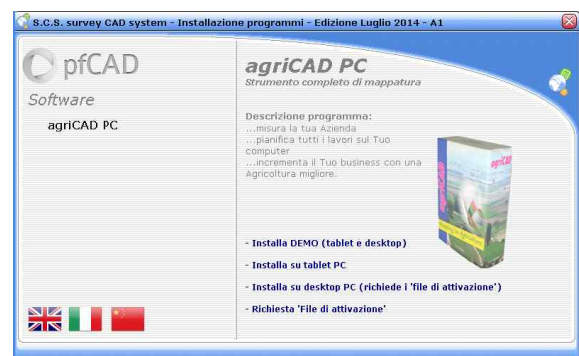 S.C.S. survey CAD system - Installazione programmi - Edizione Luglio 2014 - A1
pfCAD
Software
agriCAD PC
agriCAD PC
Strumento completo di mappatura
Descrizione programma:
...misura la tua Azienda
...pianifica tutti i lavori sul Tuo
computer
...incrementa il Tuo business con una
Agricoltura migliore.
agriCAD
agriCAD
- Installa DEMO (tablet e desktop)
- Installa su tablet PC
- Installa su desktop PC (richiede i 'file di attivazione')
- Richiesta 'File di attivazione'